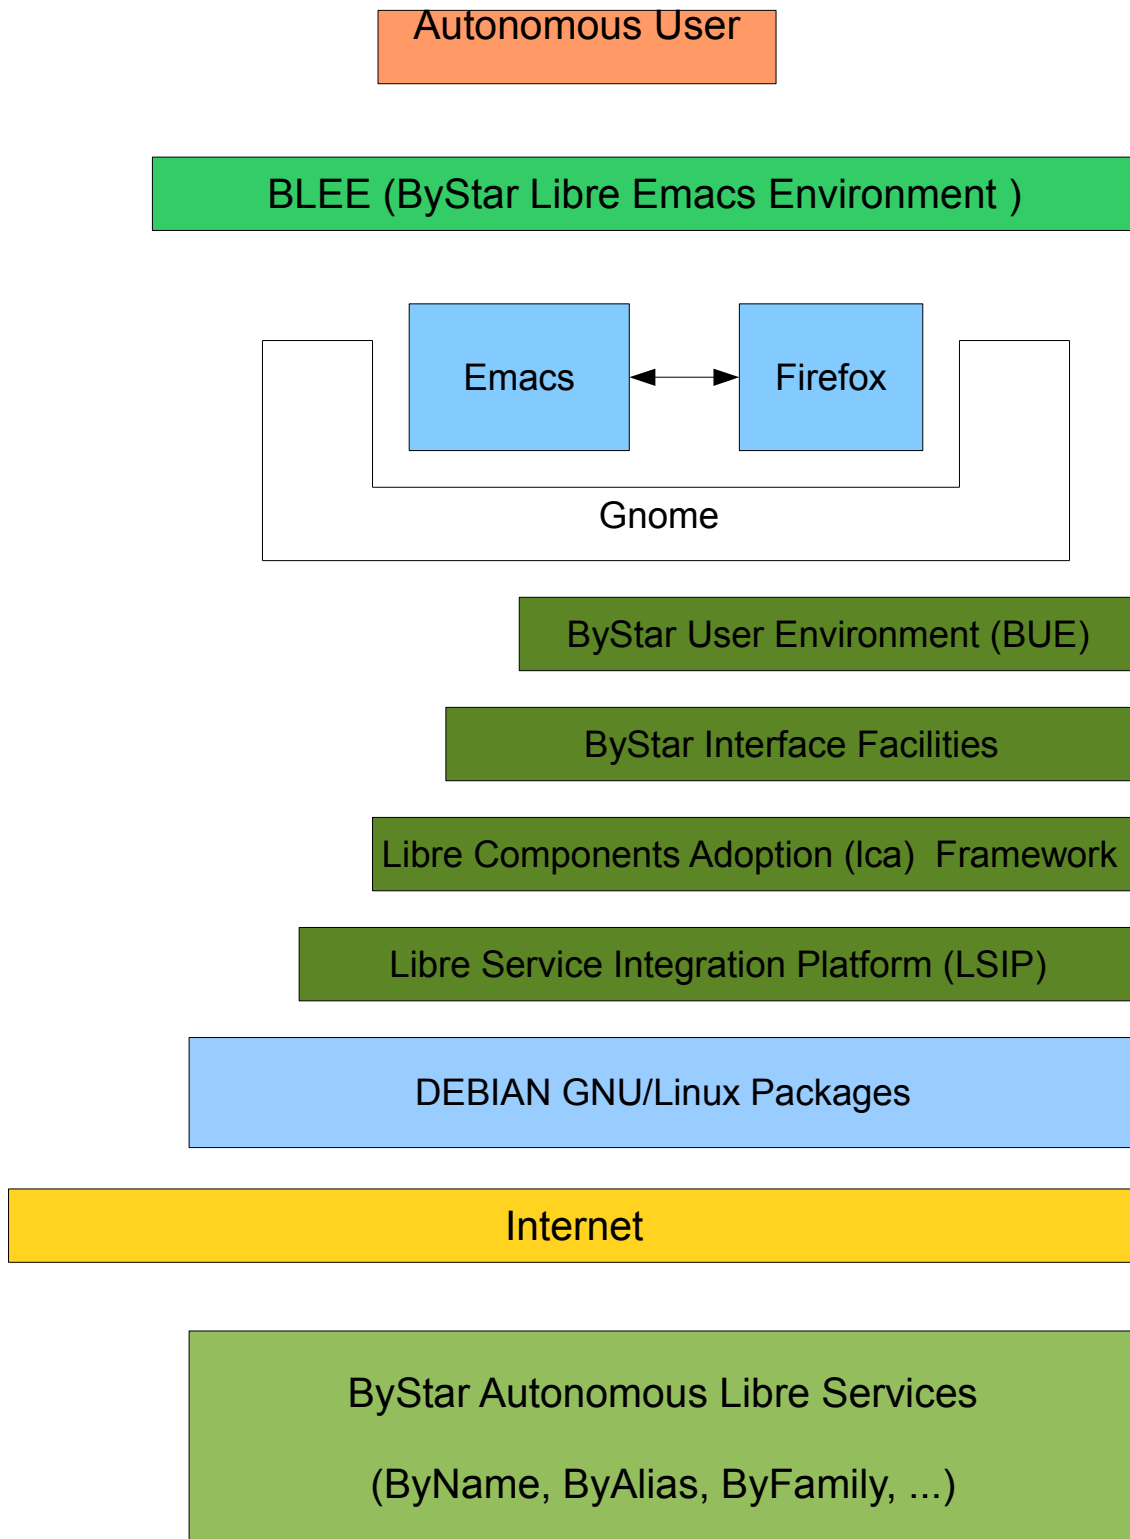 Autonomous User
BLEE (ByStar Libre Emacs Environment )
Emacs
Firefox
Gnome
ByStar User Environment (BUE)
ByStar Interface Facilities
Libre Components Adoption (lca)  Framework
Libre Service Integration Platform (LSIP)
DEBIAN GNU/Linux Packages
Internet
ByStar Autonomous Libre Services
(ByName, ByAlias, ByFamily, ...)